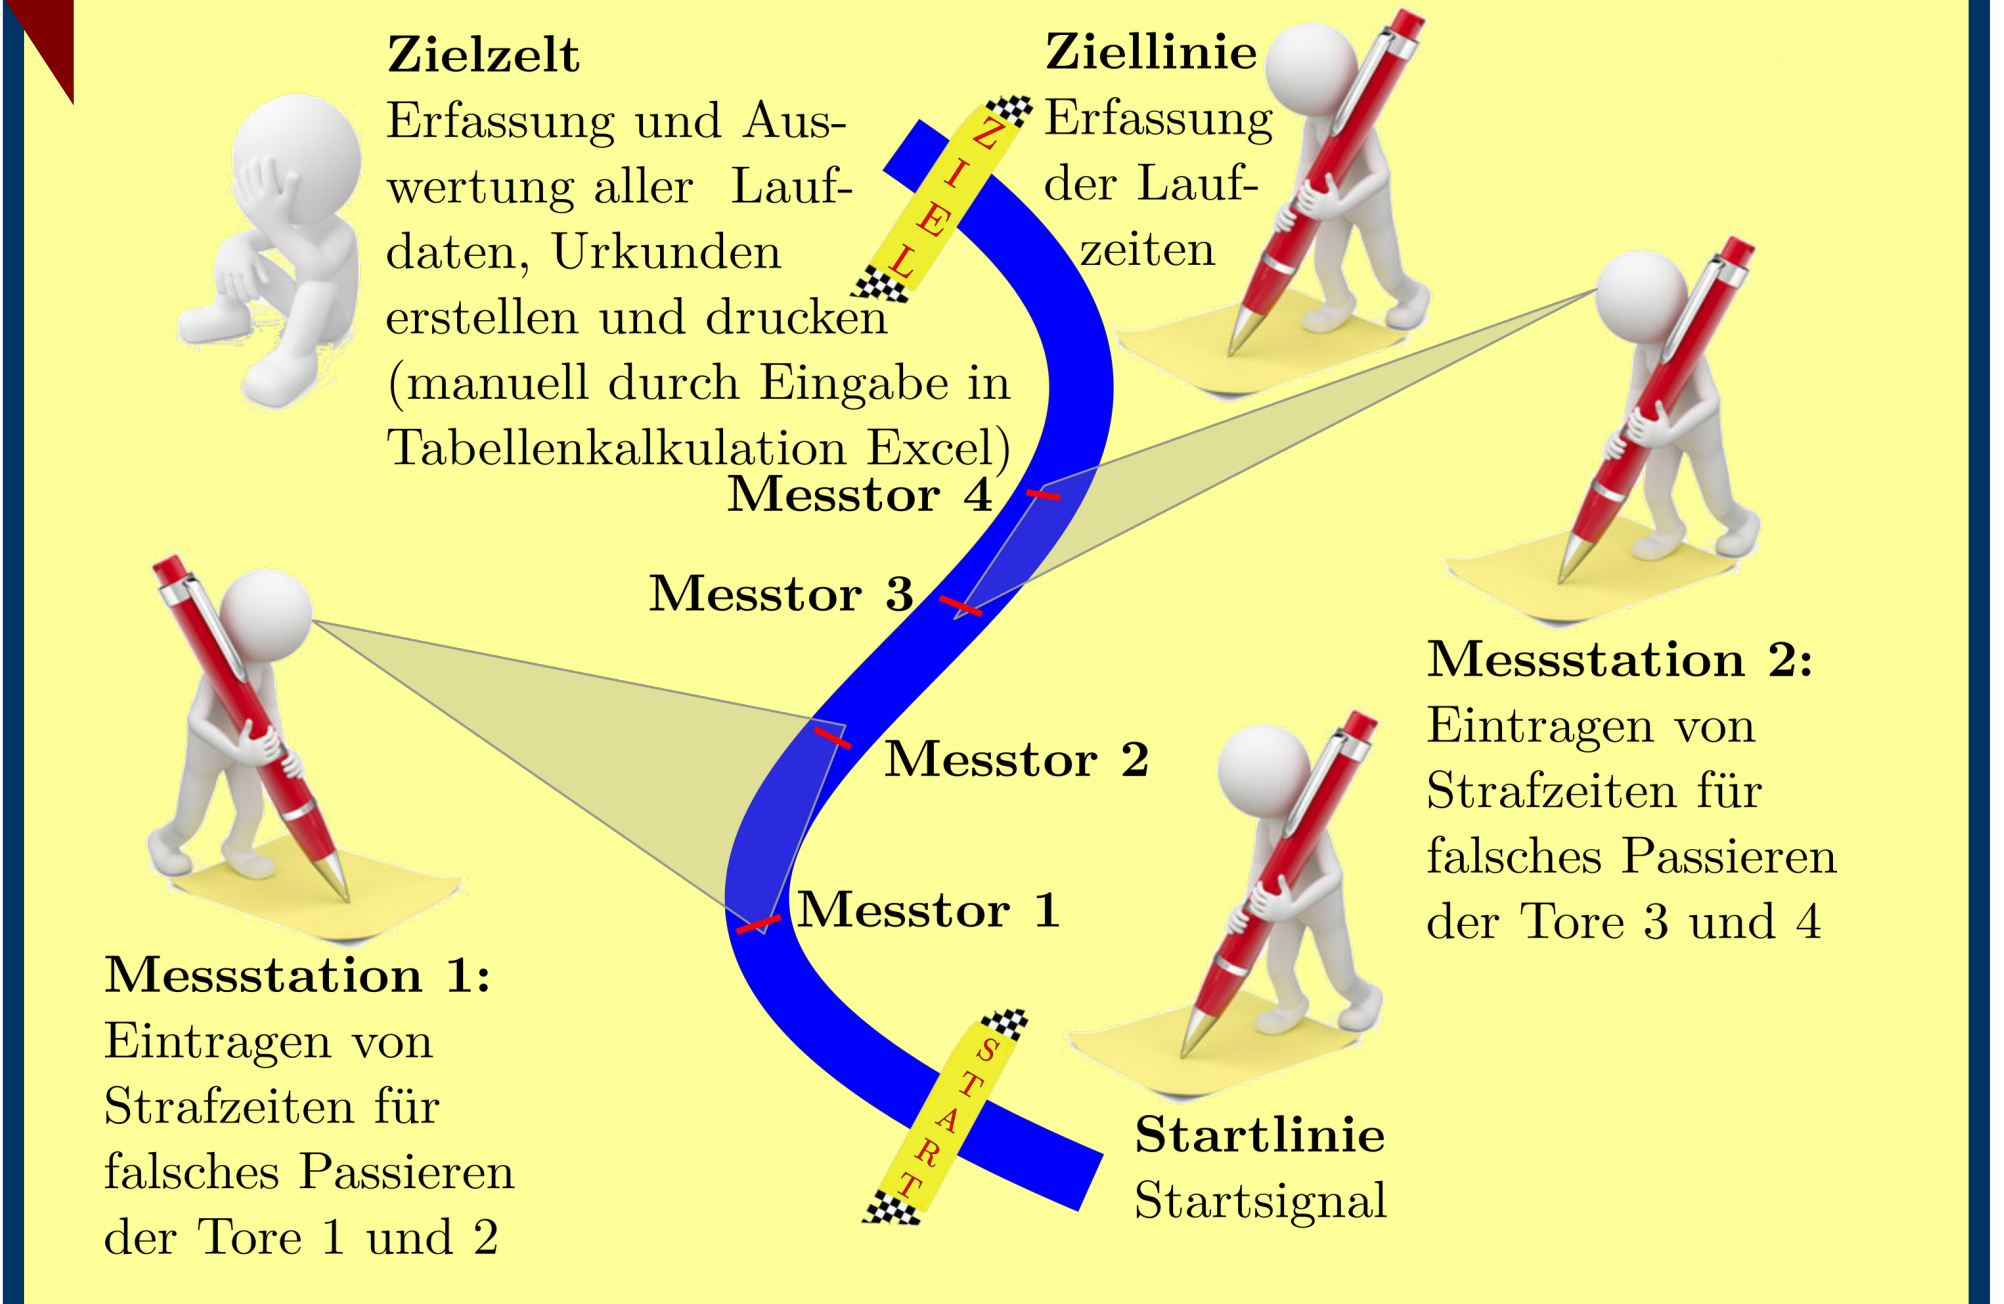 Zielzelt
Erfassung und Aus-
wertung aller Lauf-
daten, Urkunden
erstellen und drucken
(manuell durch Eingabe in
Tabellenkalkulation Excel)
Ziellinie
Erfassung
der Lauf-
zeiten
ZIEL
Messtor 4
Messtor 3
Messtor 2
Messtor 1
Messstation 2:
Eintragen von
Strafzeiten für
falsches Passieren
der Tore 3 und 4
Messstation 1:
Eintragen von
Strafzeiten für
falsches Passieren
der Tore 1 und 2
START
Startlinie
Startsignal